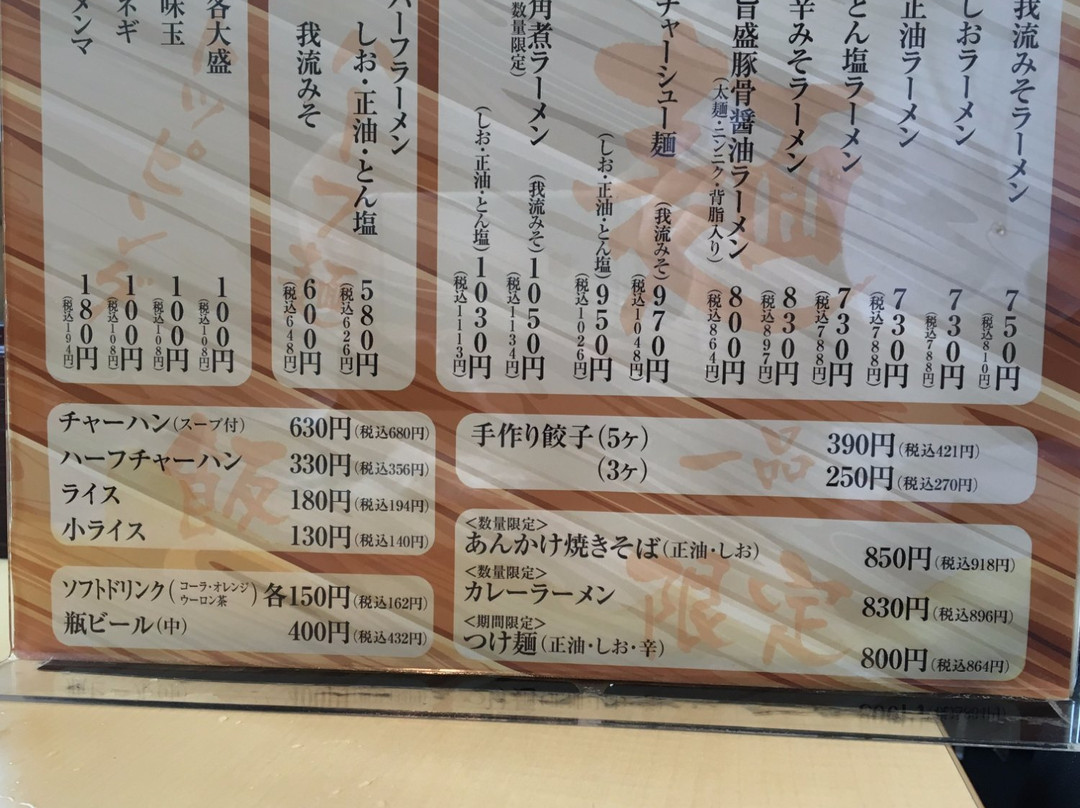 我流みそラーメン 750円
(税込810円)
しおラーメン 730円
(税込788円)
正油ラーメン 730円
(税込788円)
とん塩ラーメン 730円
(税込788円)
辛みそラーメン 830円
(税込897円)
旨盛豚骨醤油ラーメン 800円
(太麺・ニンニク・背脂入り)
(税込864円)
チャーシュー麺
(我流みそ) 970円
(税込1048円)
(しお・正油・とん塩) 950円
(税込1026円)
角煮ラーメン
(数量限定)
(我流みそ) 1050円
(税込1134円)
(しお・正油・とん塩) 1030円
(税込1113円)
麺
ハーフラーメン
しお・正油・とん塩 580円
(税込626円)
我流みそ 600円
(税込648円)
ハーフ麺
各大盛 100円
(税込108円)
味玉 100円
(税込108円)
ネギ 100円
(税込108円)
メンマ 180円
(税込194円)
トッピング
チャーハン(スープ付) 630円(税込680円)
ハーフチャーハン 330円(税込356円)
ライス 180円(税込194円)
小ライス 130円(税込140円)
飯
ソフトドリンク(コーラ・オレンジ
ウーロン茶) 各150円(税込162円)
瓶ビール(中) 400円(税込432円)
手作り餃子(5ヶ) 390円(税込421円)
(3ヶ) 250円(税込270円)
一品
<数量限定>
あんかけ焼きそば(正油・しお) 850円(税込918円)
<数量限定>
カレーラーメン 830円(税込896円)
<期間限定>
つけ麺(正油・しお・辛) 800円(税込864円)
限定